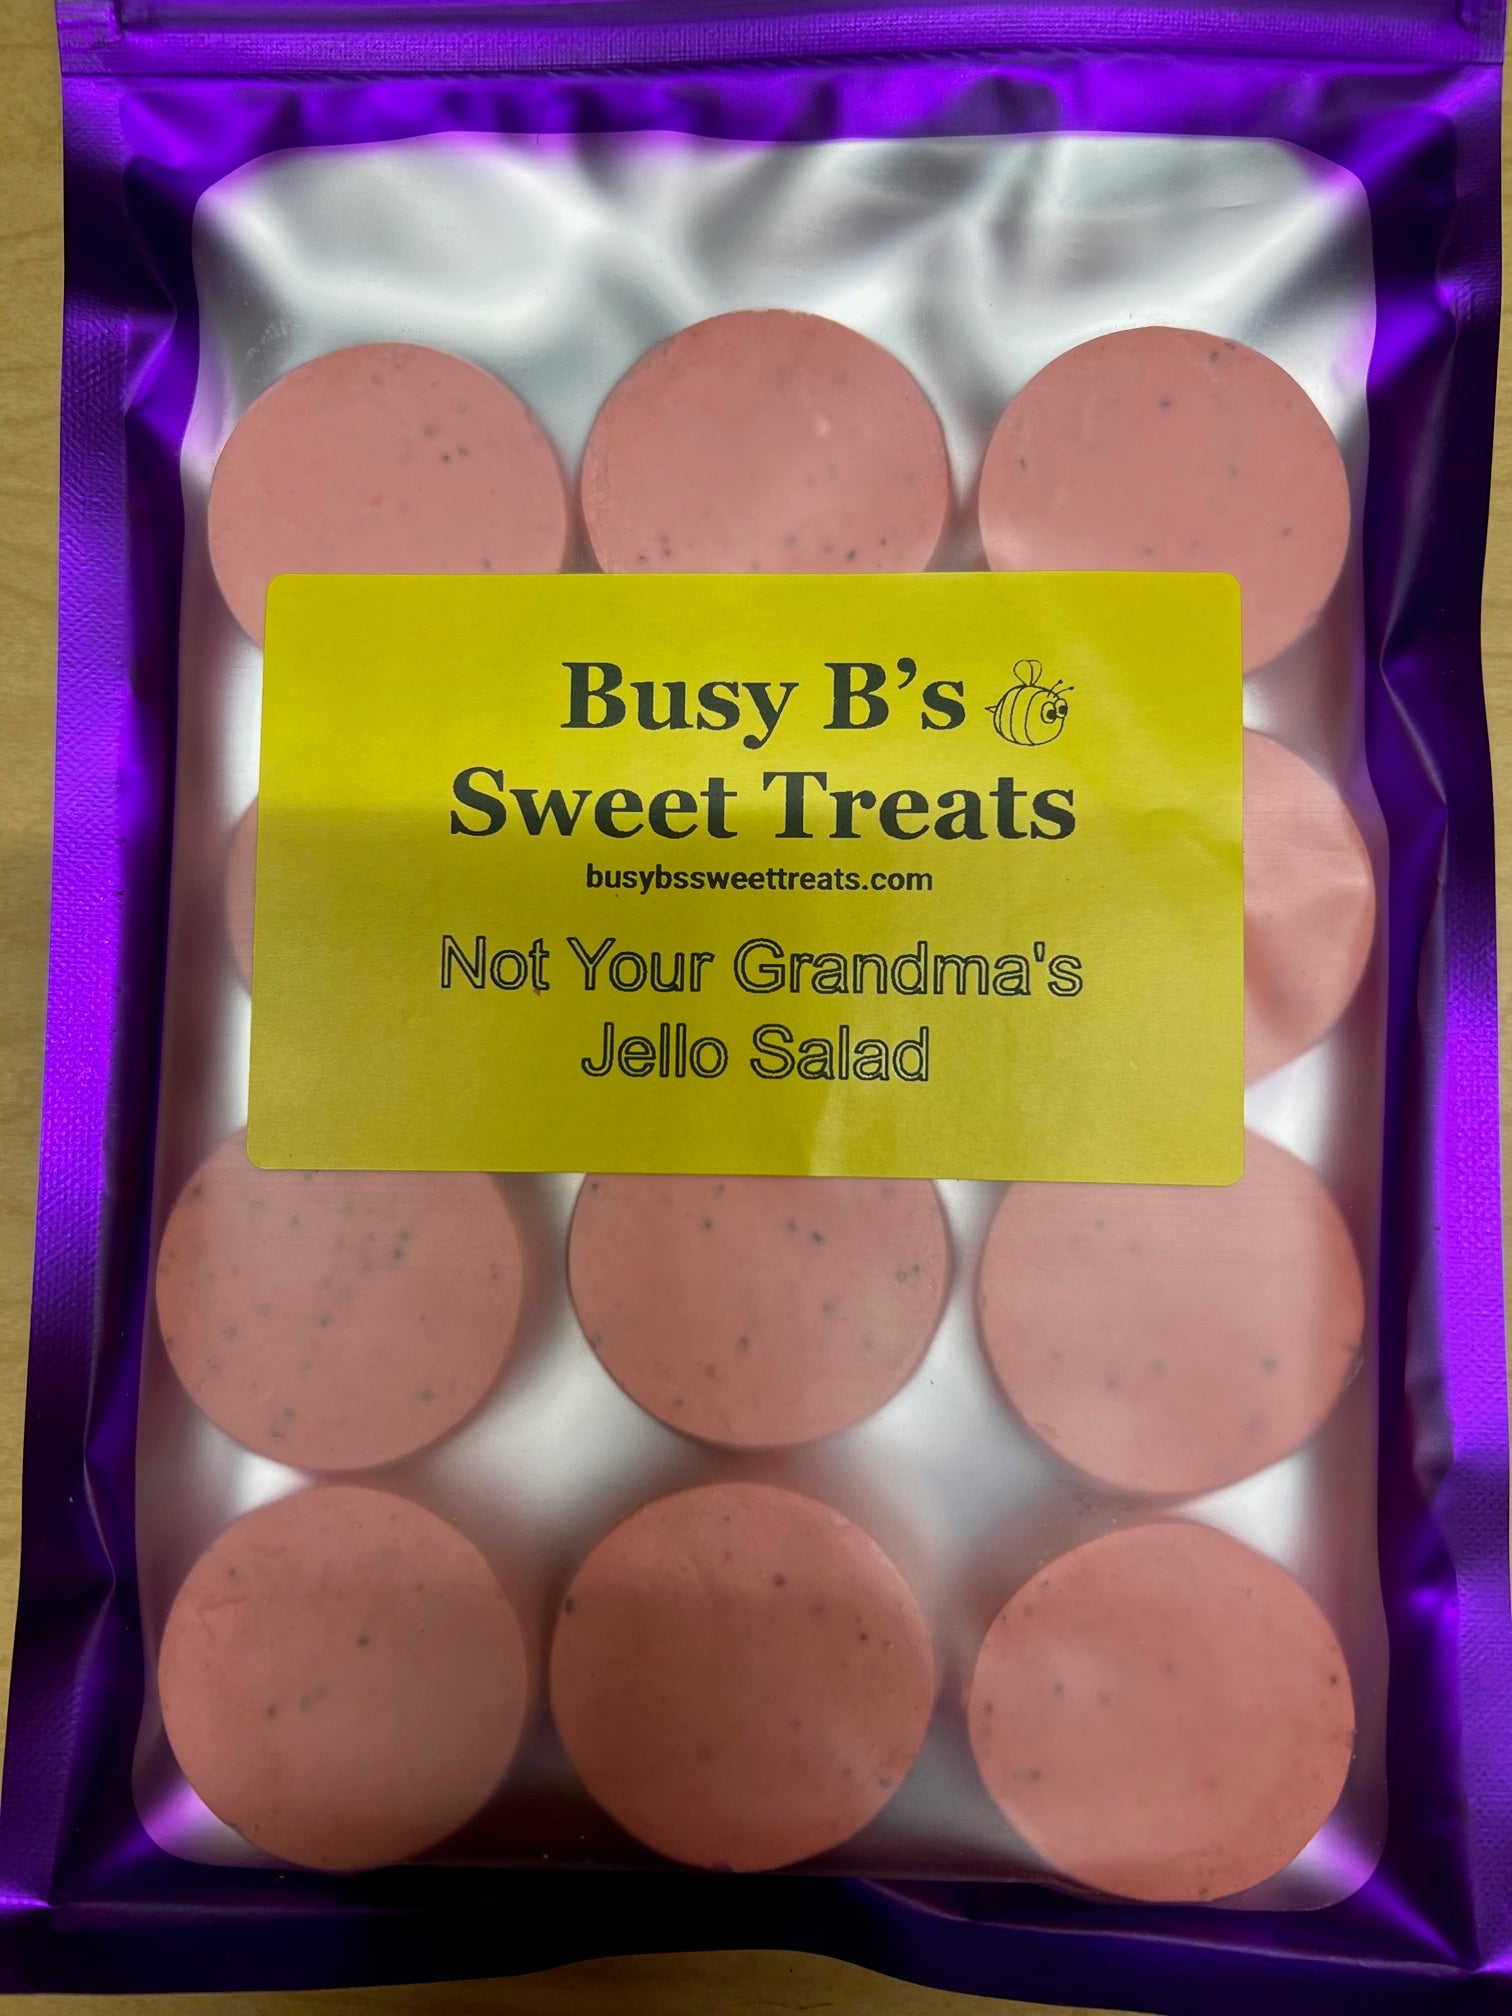 Busy B's
Sweet Treats
busybssweettreats.com
Not Your Grandma's
Jello Salad